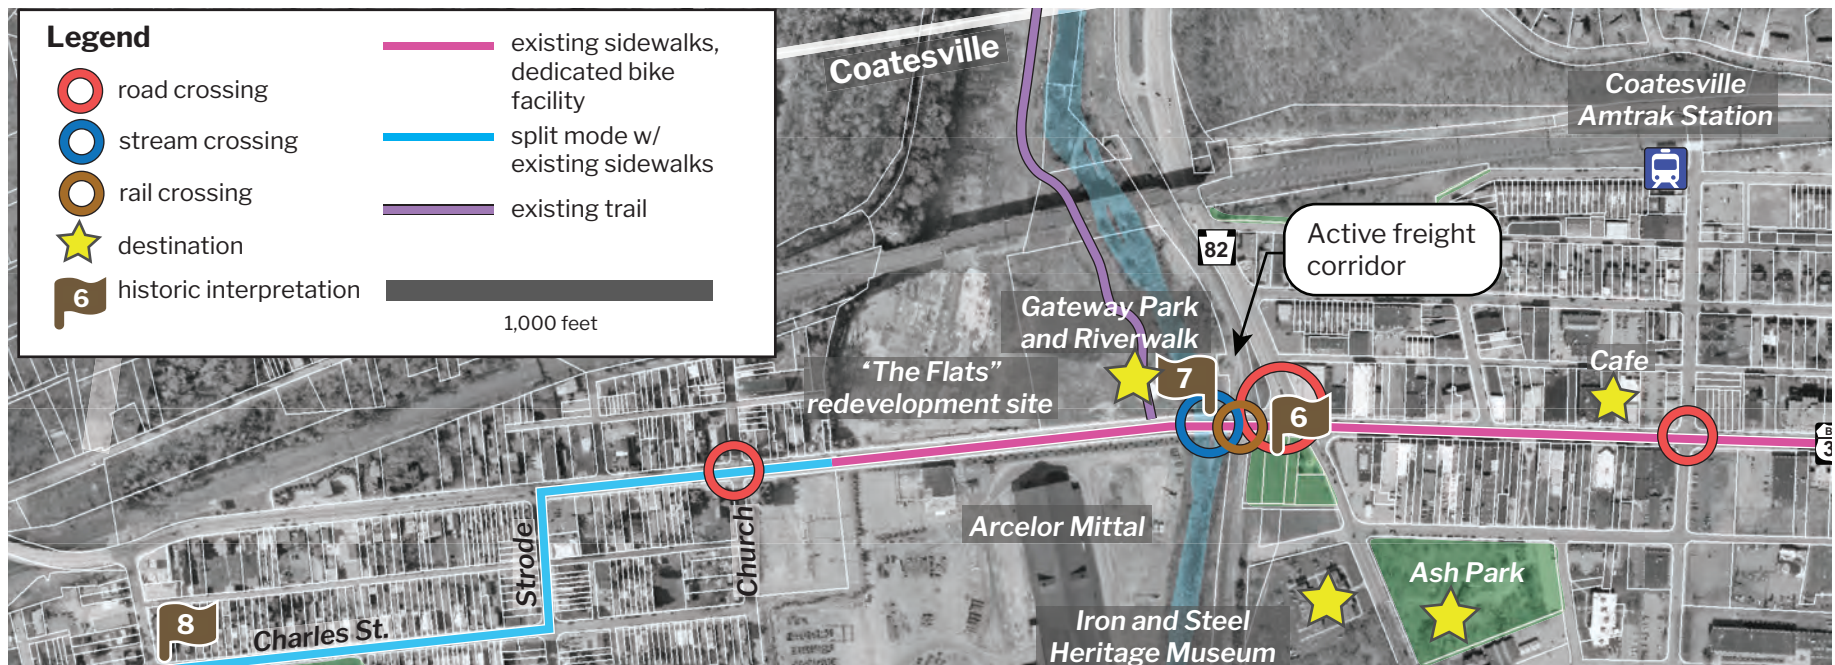 Legend
road crossing
stream crossing
rail crossing
destination
6
historic interpretation
existing sidewalks,
dedicated bike
facility
split mode w/
existing sidewalks
existing trail
1,000 feet
Coatesville
Coatesville
Amtrak Station
82
Active freight
corridor
Gateway Park
and Riverwalk
‘The Flats”
redevelopment site
7
6
Cafe
B
3
Arcelor Mittal
Strode
Church
Ash Park
8
Charles St.
Iron and Steel
Heritage Museum